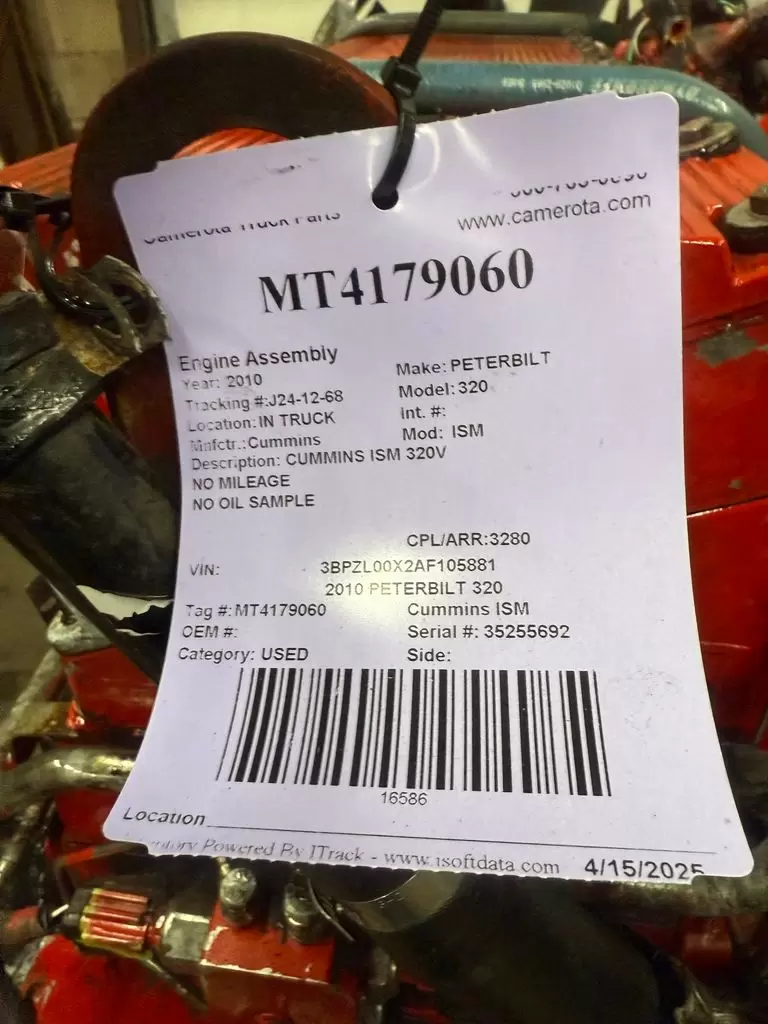 Camerota Truck Parts
www.camerota.com
MT4179060
Engine Assembly
Year: 2010
Make: PETERBILT
Tracking #:J24-12-68
Model: 320
Location: IN TRUCK
Int. #:
Mnfctr.: Cummins
Mod: ISM
Description: CUMMINS ISM 320V
NO MILEAGE
NO OIL SAMPLE
CPL/ARR:3280
VIN: 3BPZL00X2AF105881
2010 PETERBILT 320
Tag #: MT4179060
Cummins ISM
OEM #:
Serial #: 35255692
Category: USED
Side:
16586
Location
Powered By ITrack - www.isoftdata.com 4/15/2025